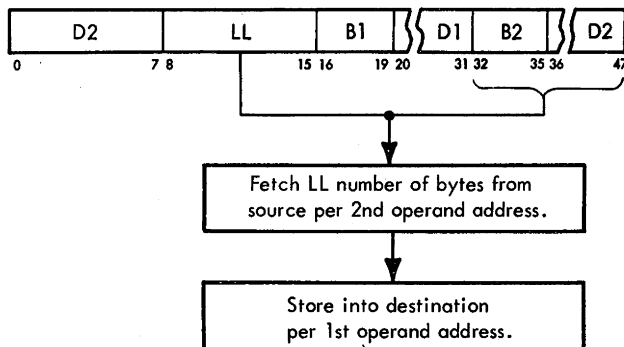 D2 LL B1 D1 B2 D2
0 7 8 15 16 19 20 31 32 35 36 47
Fetch LL number of bytes from
source per 2nd operand address.
Store into destination
per 1st operand address.